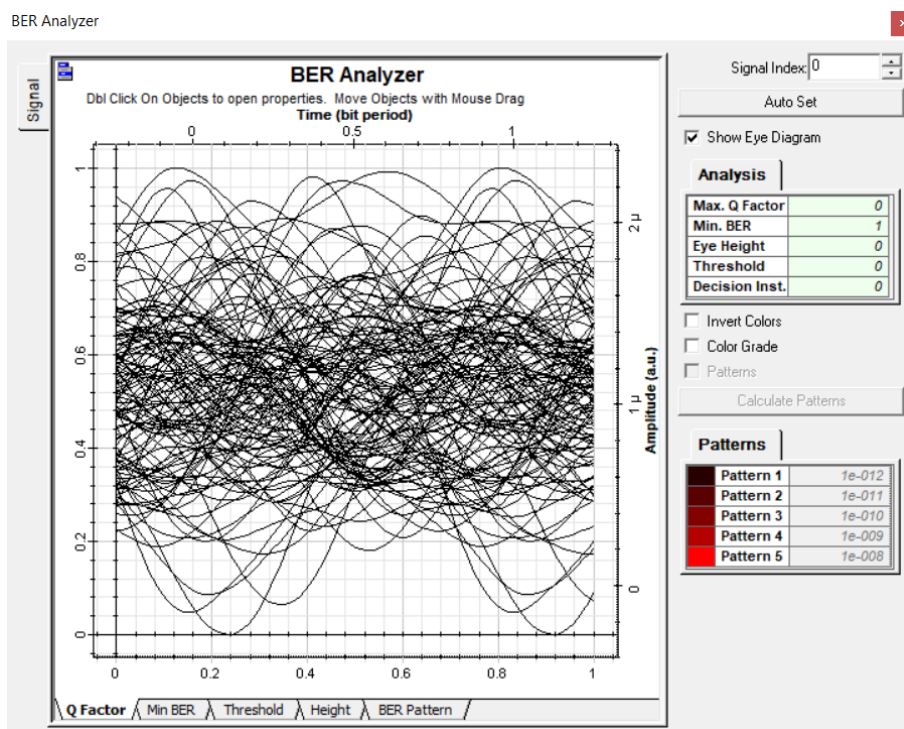 BER Analyzer
×
Signal
BER Analyzer
Dbl Click On Objects to open properties. Move Objects with Mouse Drag
Time (bit period)
0 0.5 1
1
0.8
0.6
0.4
0.2
0
2 µ
1 µ
0
Amplitude (a.u.)
0 0.2 0.4 0.6 0.8 1
Q Factor Min BER Threshold Height BER Pattern
Signal Index: 0
Auto Set
Show Eye Diagram
Analysis
Max. Q Factor 0
Min. BER 1
Eye Height 0
Threshold 0
Decision Inst. 0
Invert Colors
Color Grade
Patterns
Calculate Patterns
Patterns
Pattern 1 1e-012
Pattern 2 1e-011
Pattern 3 1e-010
Pattern 4 1e-009
Pattern 5 1e-008